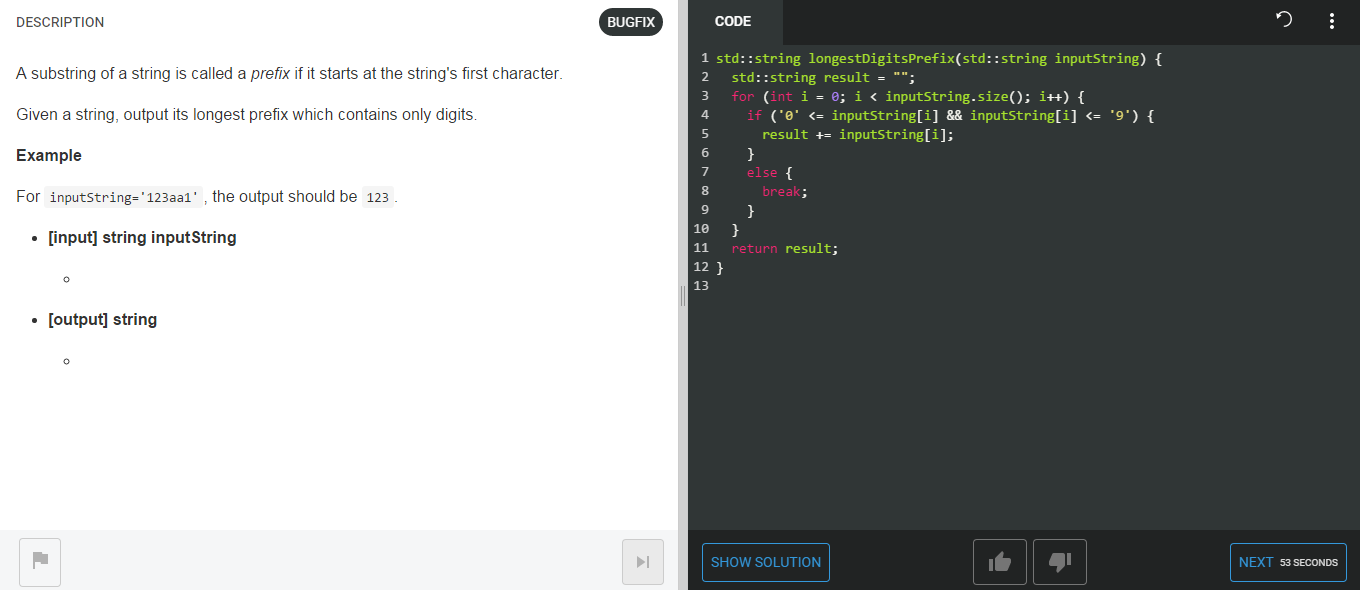 DESCRIPTION
BUGFIX
A substring of a string is called a prefix if it starts at the string's first character.
Given a string, output its longest prefix which contains only digits.
Example
For inputString='123aa1' , the output should be 123 .
[input] string inputString
[output] string
CODE
1 std::string longestDigitsPrefix(std::string inputString) {
2   std::string result = "";
3   for (int i = 0; i < inputString.size(); i++) {
4     if ('0' <= inputString[i] && inputString[i] <= '9') {
5       result += inputString[i];
6     }
7     else {
8       break;
9     }
10   }
11   return result;
12 }
13
SHOW SOLUTION
NEXT 53 SECONDS